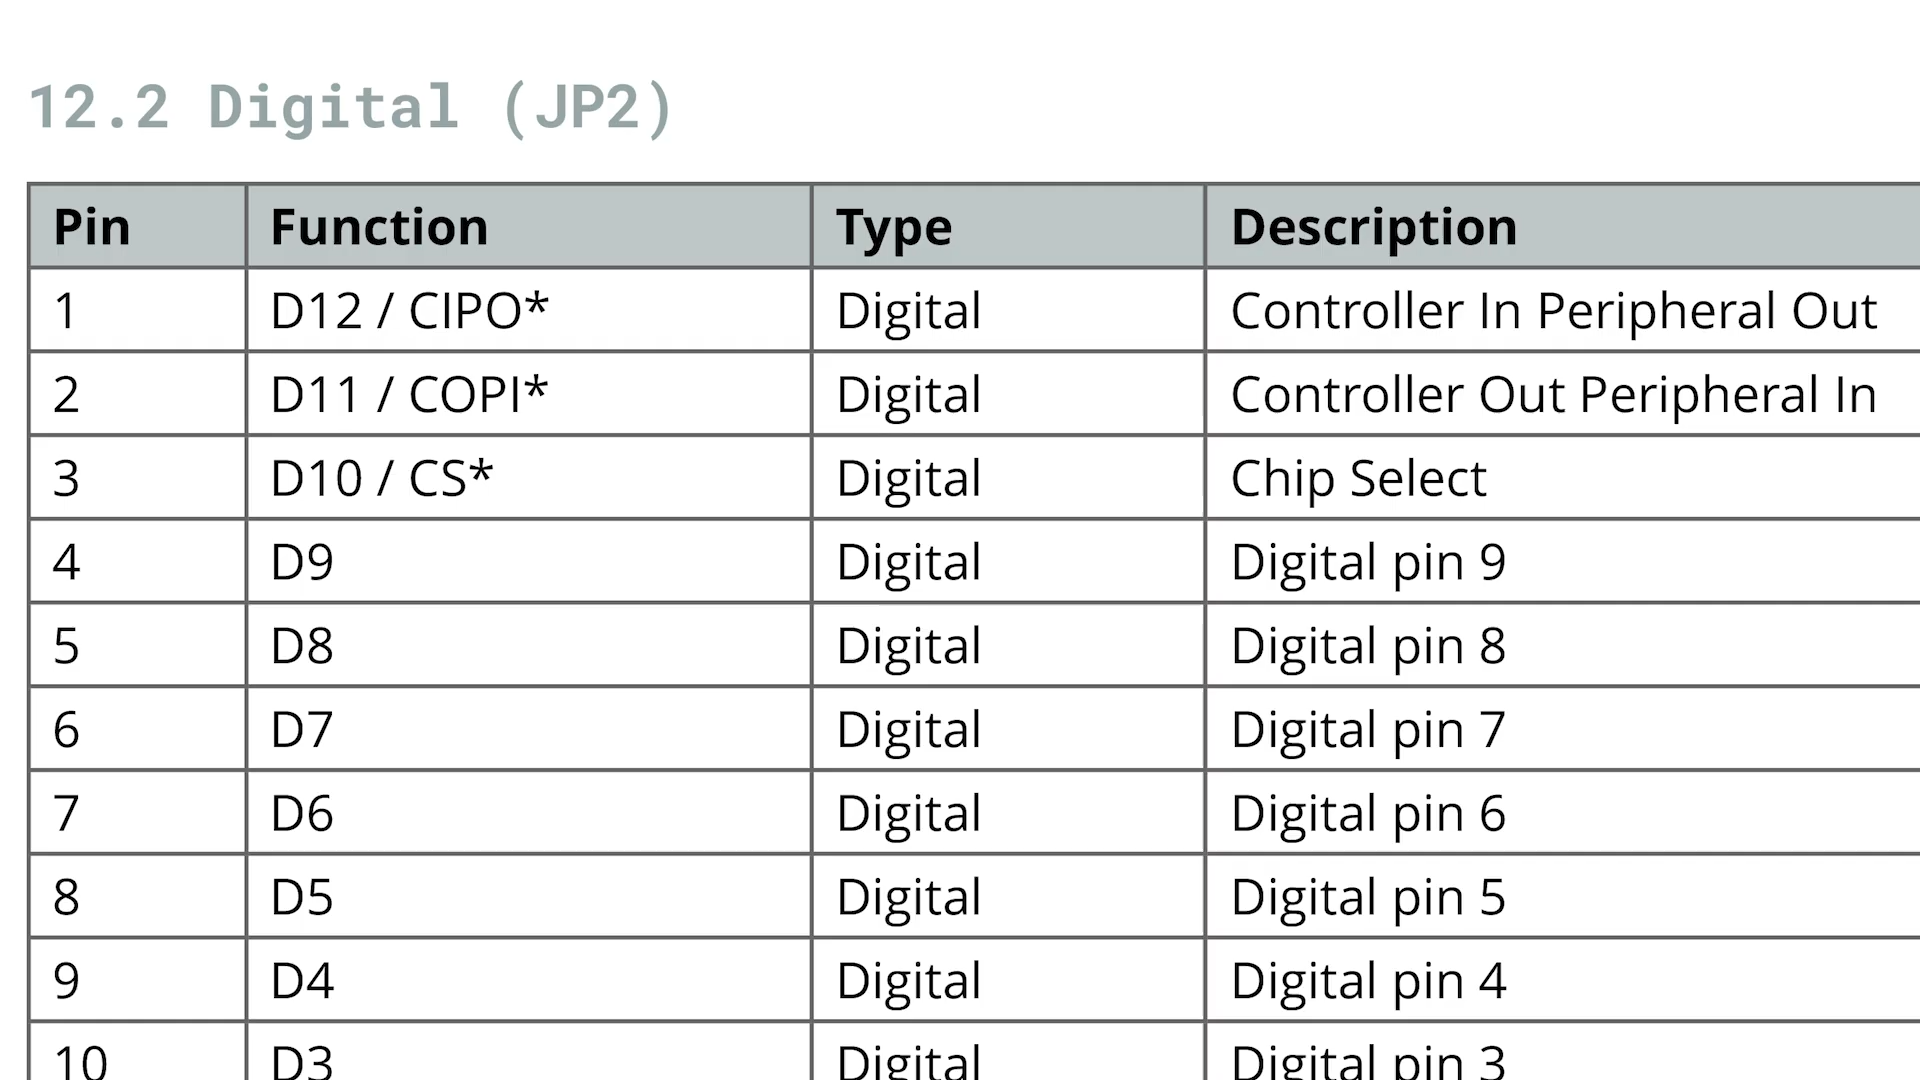 12.2 Digital (JP2)
Pin Function Type Description
1 D12 / CIPO* Digital Controller In Peripheral Out
2 D11 / COPI* Digital Controller Out Peripheral In
3 D10 / CS* Digital Chip Select
4 D9 Digital Digital pin 9
5 D8 Digital Digital pin 8
6 D7 Digital Digital pin 7
7 D6 Digital Digital pin 6
8 D5 Digital Digital pin 5
9 D4 Digital Digital pin 4
10 D3 Digital Digital pin 3